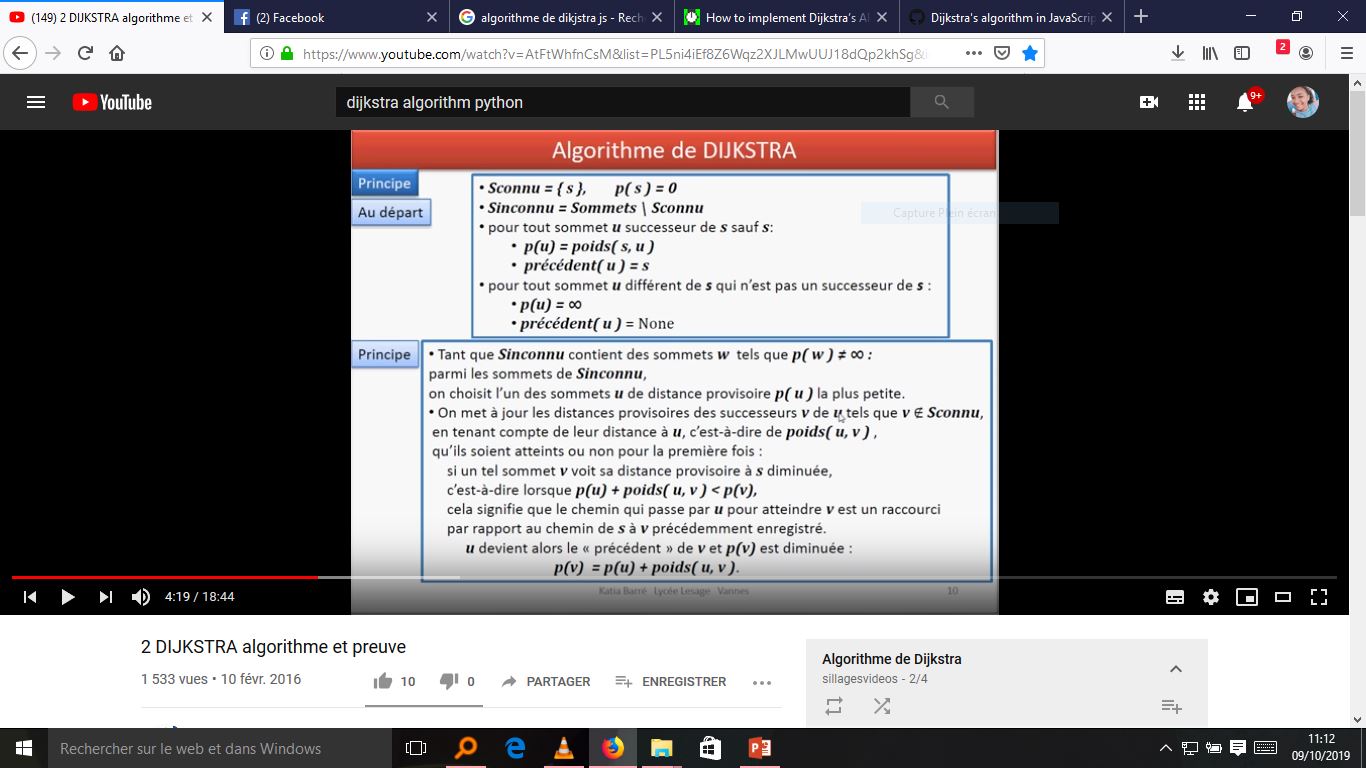 (149) 2 DIJKSTRA algorithme et
(2) Facebook
algorithme de dikjstra js - Rech
How to implement Dijkstra's Al
Dijkstra's algorithm in JavaScrip
https://www.youtube.com/watch?v=AtFtWhfnCsM&list=PL5ni4iEf8Z6Wqz2XJLMwUUJ18dQp2khSg&i
2
YouTube
dijkstra algorithm python
9+
Algorithme de DIJKSTRA
Principe
Au départ
• Sconnu = { s }, p( s ) = 0
• Sinconnu = Sommets \ Sconnu
• pour tout sommet u successeur de s sauf s:
• p(u) = poids( s, u )
• précédent( u ) = s
• pour tout sommet u différent de s qui n'est pas un successeur de s :
• p(u) = ∞
• précédent( u ) = None
Capture Plein écran
Principe
• Tant que Sinconnu contient des sommets w tels que p( w ) ≠ ∞ :
parmi les sommets de Sinconnu,
on choisit l'un des sommets u de distance provisoire p( u ) la plus petite.
• On met à jour les distances provisoires des successeurs v de u tels que v ∉ Sconnu,
en tenant compte de leur distance à u, c'est-à-dire de poids( u, v ) ,
qu'ils soient atteints ou non pour la première fois :
si un tel sommet v voit sa distance provisoire à s diminuée,
c'est-à-dire lorsque p(u) + poids( u, v ) < p(v),
cela signifie que le chemin qui passe par u pour atteindre v est un raccourci
par rapport au chemin de s à v précédemment enregistré.
u devient alors le « précédent » de v et p(v) est diminuée :
p(v) = p(u) + poids( u, v ).
Katia Barré Lycée Lesage Vannes 10
4:19 / 18:44
2 DIJKSTRA algorithme et preuve
1 533 vues • 10 févr. 2016
10
0
PARTAGER
ENREGISTRER
Algorithme de Dijkstra
sillagesvideos - 2/4
Rechercher sur le web et dans Windows
11:12
09/10/2019